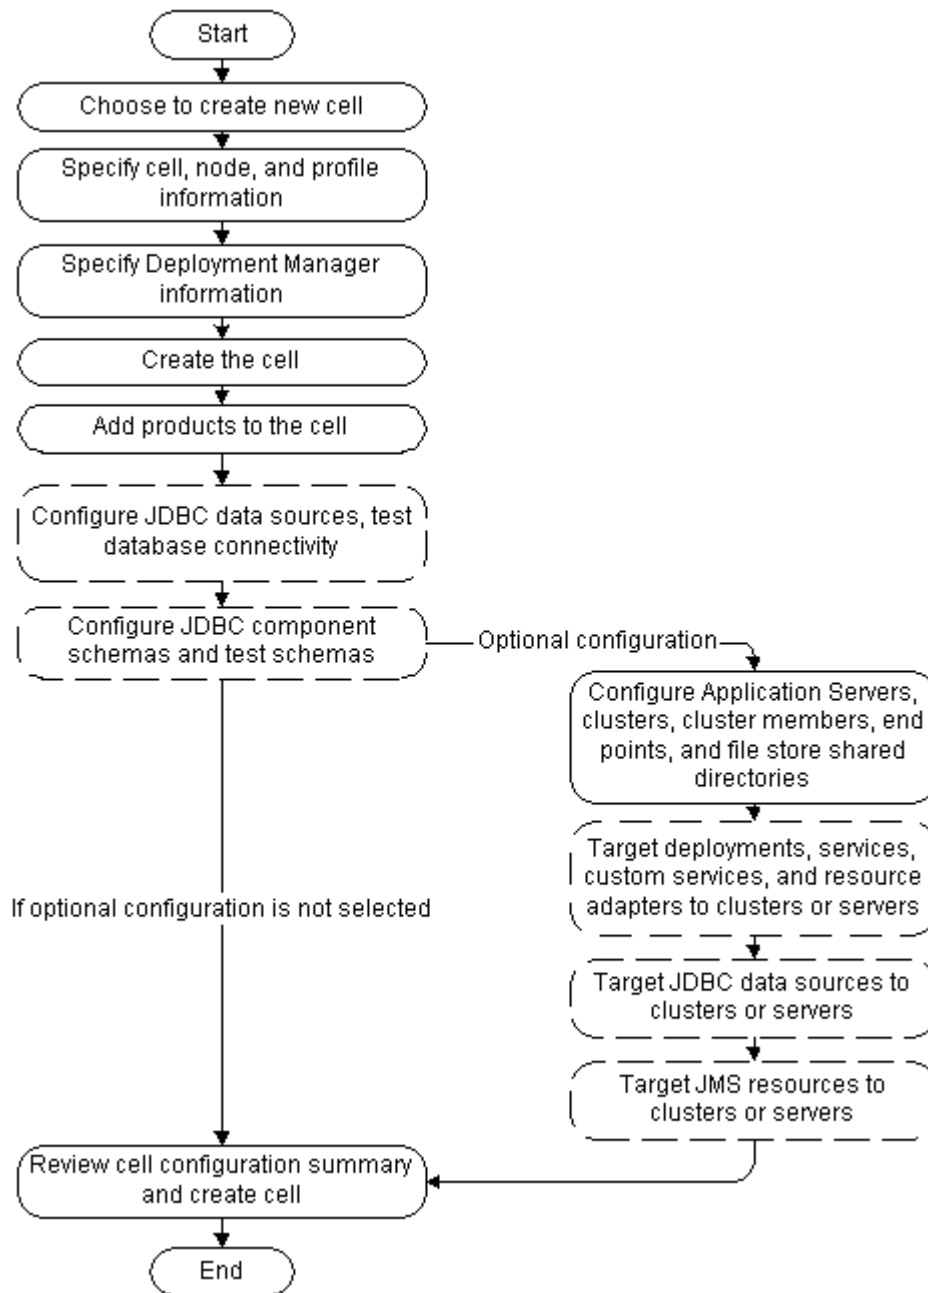 Start
Choose to create new cell
Specify cell, node, and profile
information
Specify Deployment Manager
information
Create the cell
Add products to the cell
Configure JDBC data sources, test
database connectivity
Configure JDBC component
schemas and test schemas
Optional configuration
Configure Application Servers,
clusters, cluster members, end
points, and file store shared
directories
Target deployments, services,
custom services, and resource
adapters to clusters or servers
If optional configuration is not selected
Target JDBC data sources to
clusters or servers
Target JMS resources to
clusters or servers
Review cell configuration summary
and create cell
End